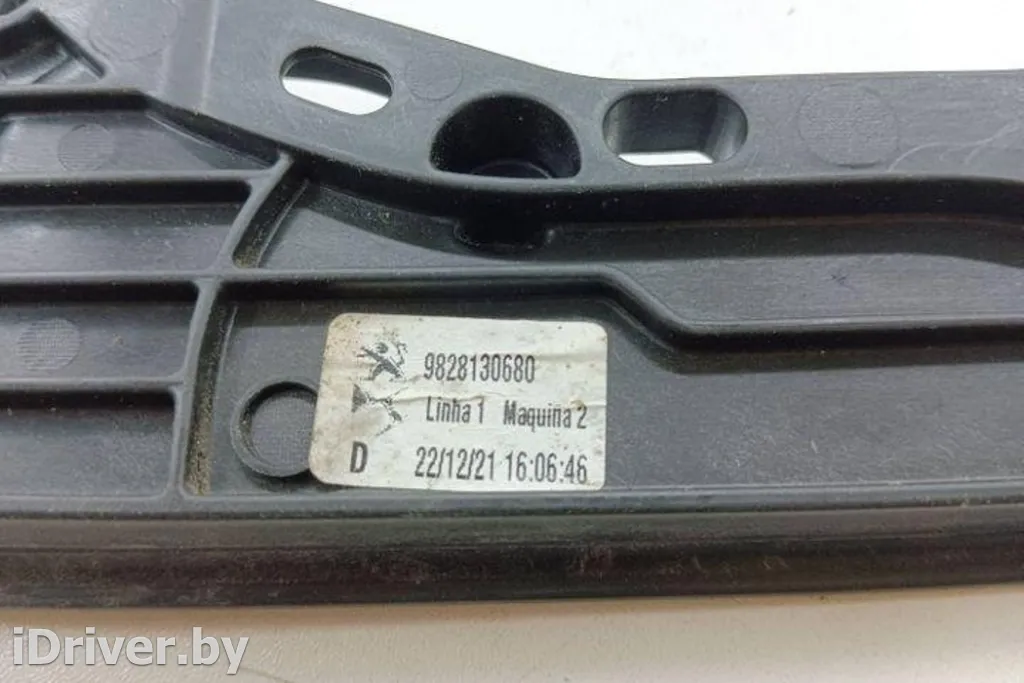 9828130680
Linha 1 Maquina 2
D 22/12/21 16:06:46
iDriver.by